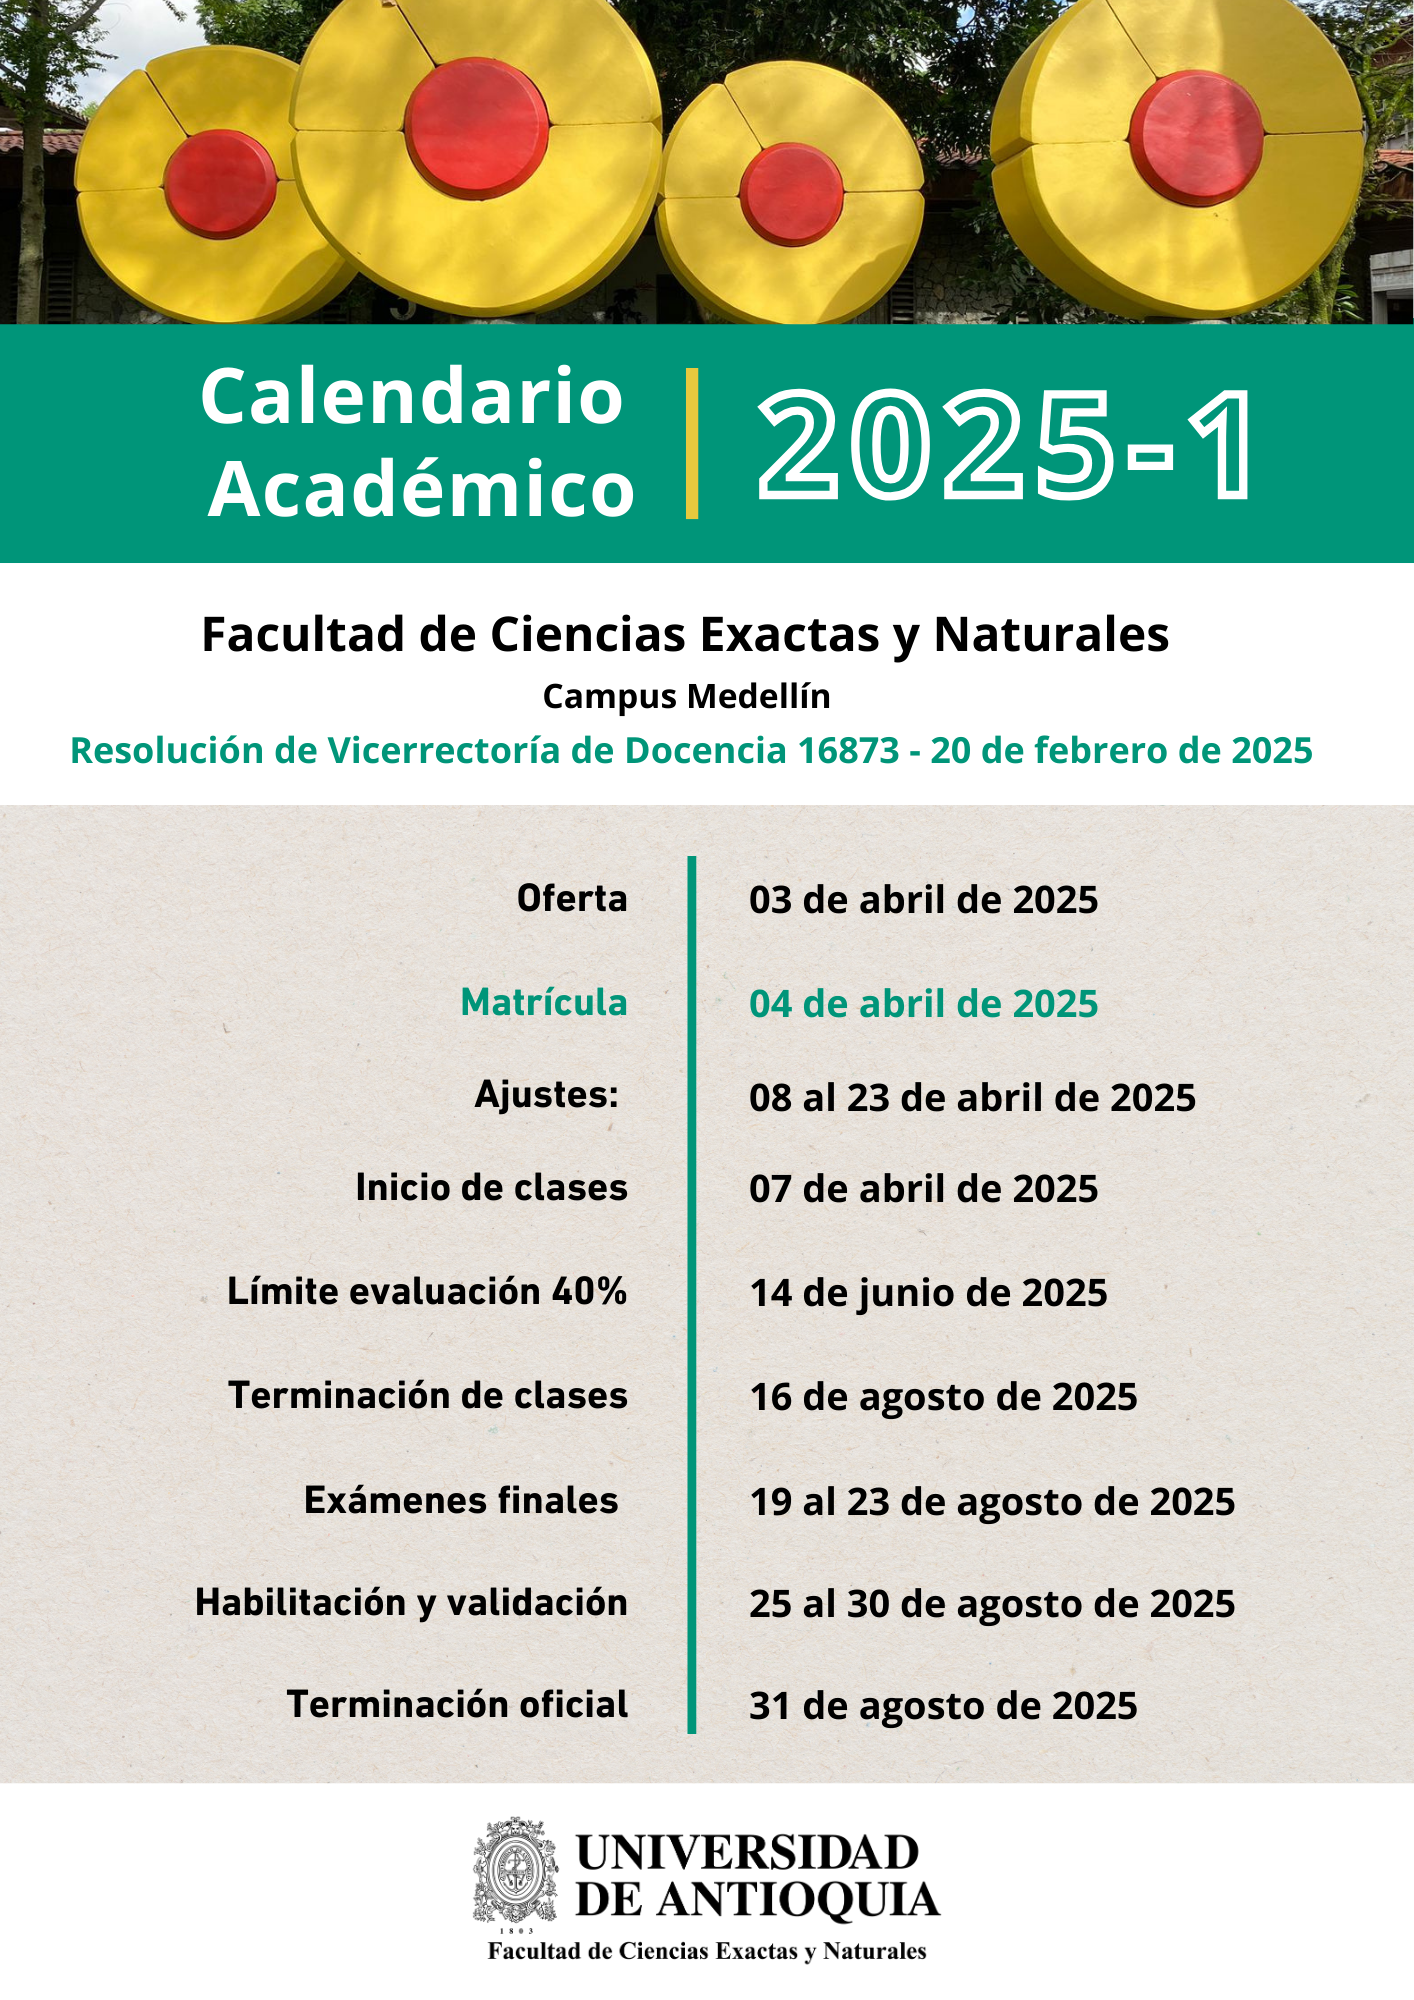 Calendario
Académico
2025-1
Facultad de Ciencias Exactas y Naturales
Campus Medellín
Resolución de Vicerrectoría de Docencia 16873 - 20 de febrero de 2025
Oferta 03 de abril de 2025
Matrícula 04 de abril de 2025
Ajustes: 08 al 23 de abril de 2025
Inicio de clases 07 de abril de 2025
Límite evaluación 40% 14 de junio de 2025
Terminación de clases 16 de agosto de 2025
Exámenes finales 19 al 23 de agosto de 2025
Habilitación y validación 25 al 30 de agosto de 2025
Terminación oficial 31 de agosto de 2025
UNIVERSIDAD
DE ANTIOQUIA
1803
Facultad de Ciencias Exactas y Naturales